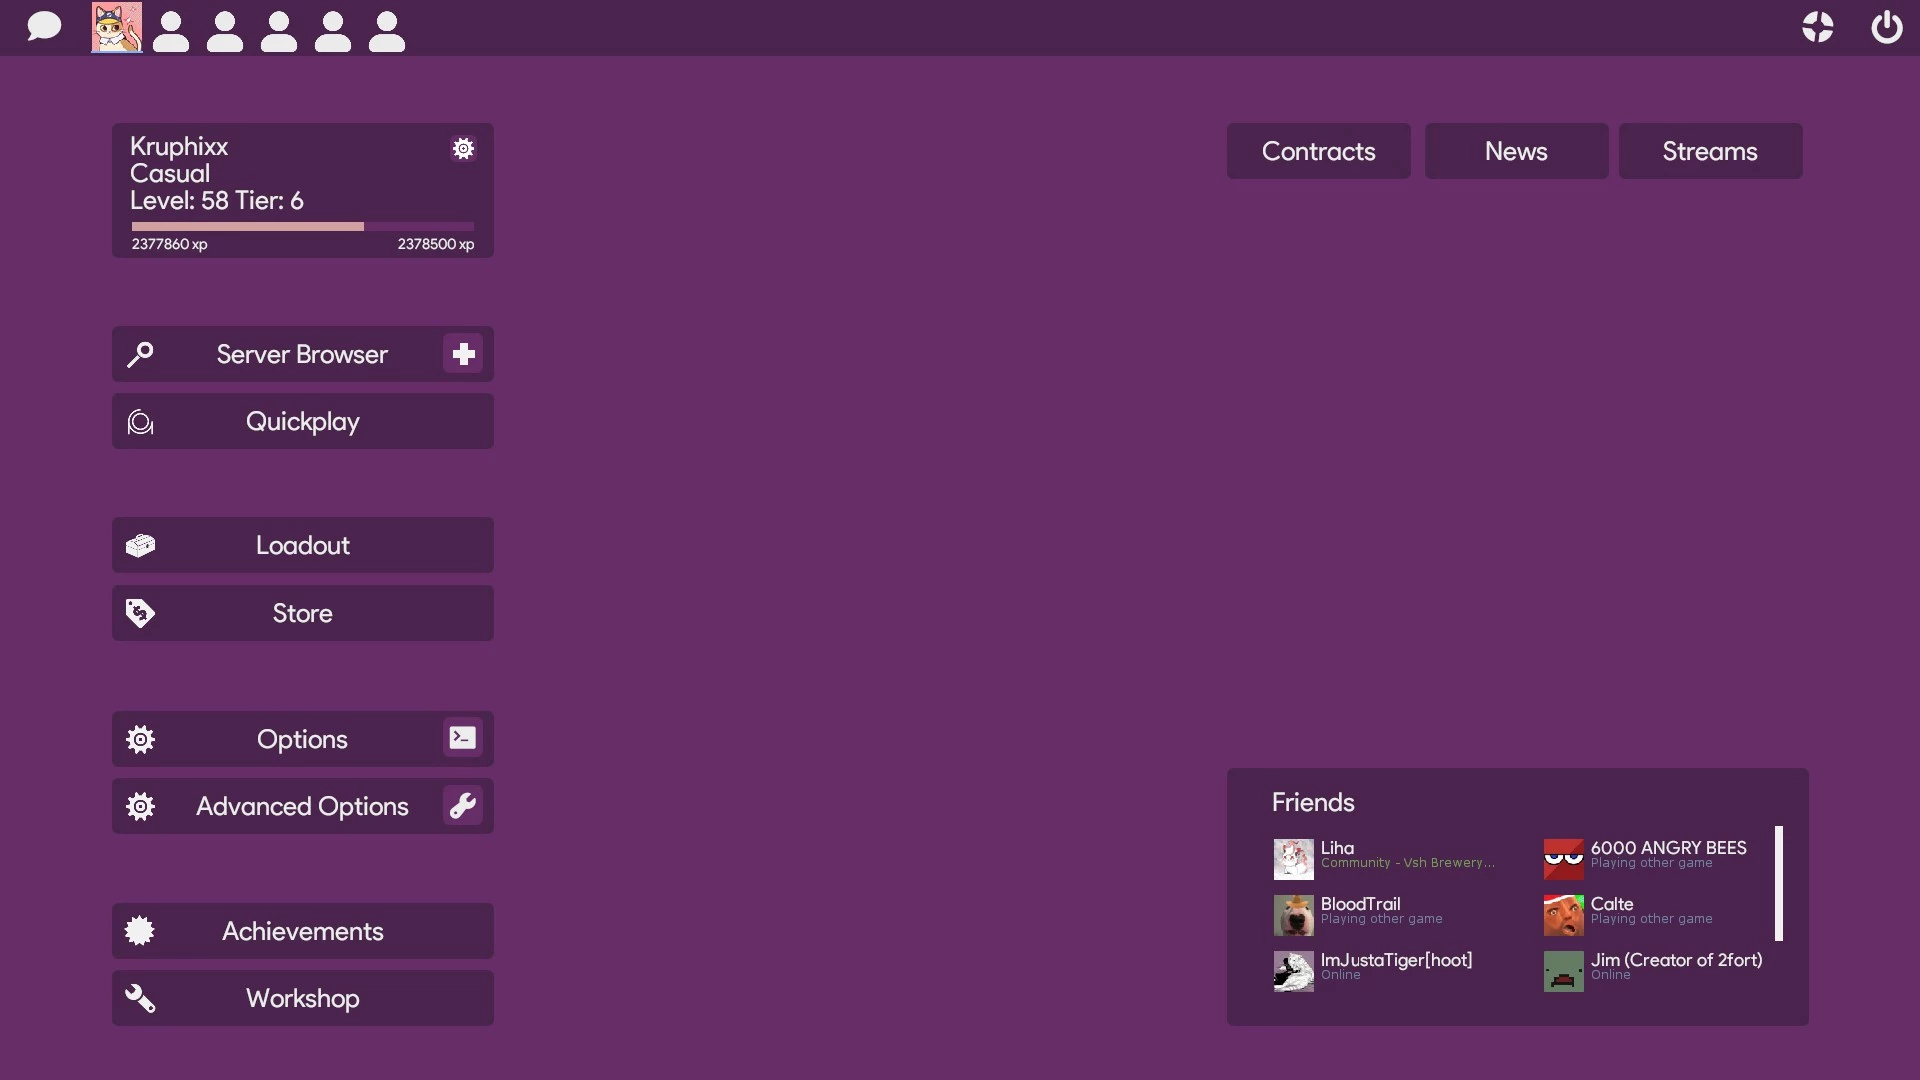 Kruphixx
Casual
Level: 58 Tier: 6
2377860 xp 2378500 xp
Contracts News Streams
Server Browser
Quickplay
Loadout
Store
Options
Advanced Options
Achievements
Workshop
Friends
Liha
Community - Vsh Brewery...
6000 ANGRY BEES
Playing other game
BloodTrail
Playing other game
Calte
Playing other game
ImJustaTiger[hoot]
Online
Jim (Creator of 2fort)
Online